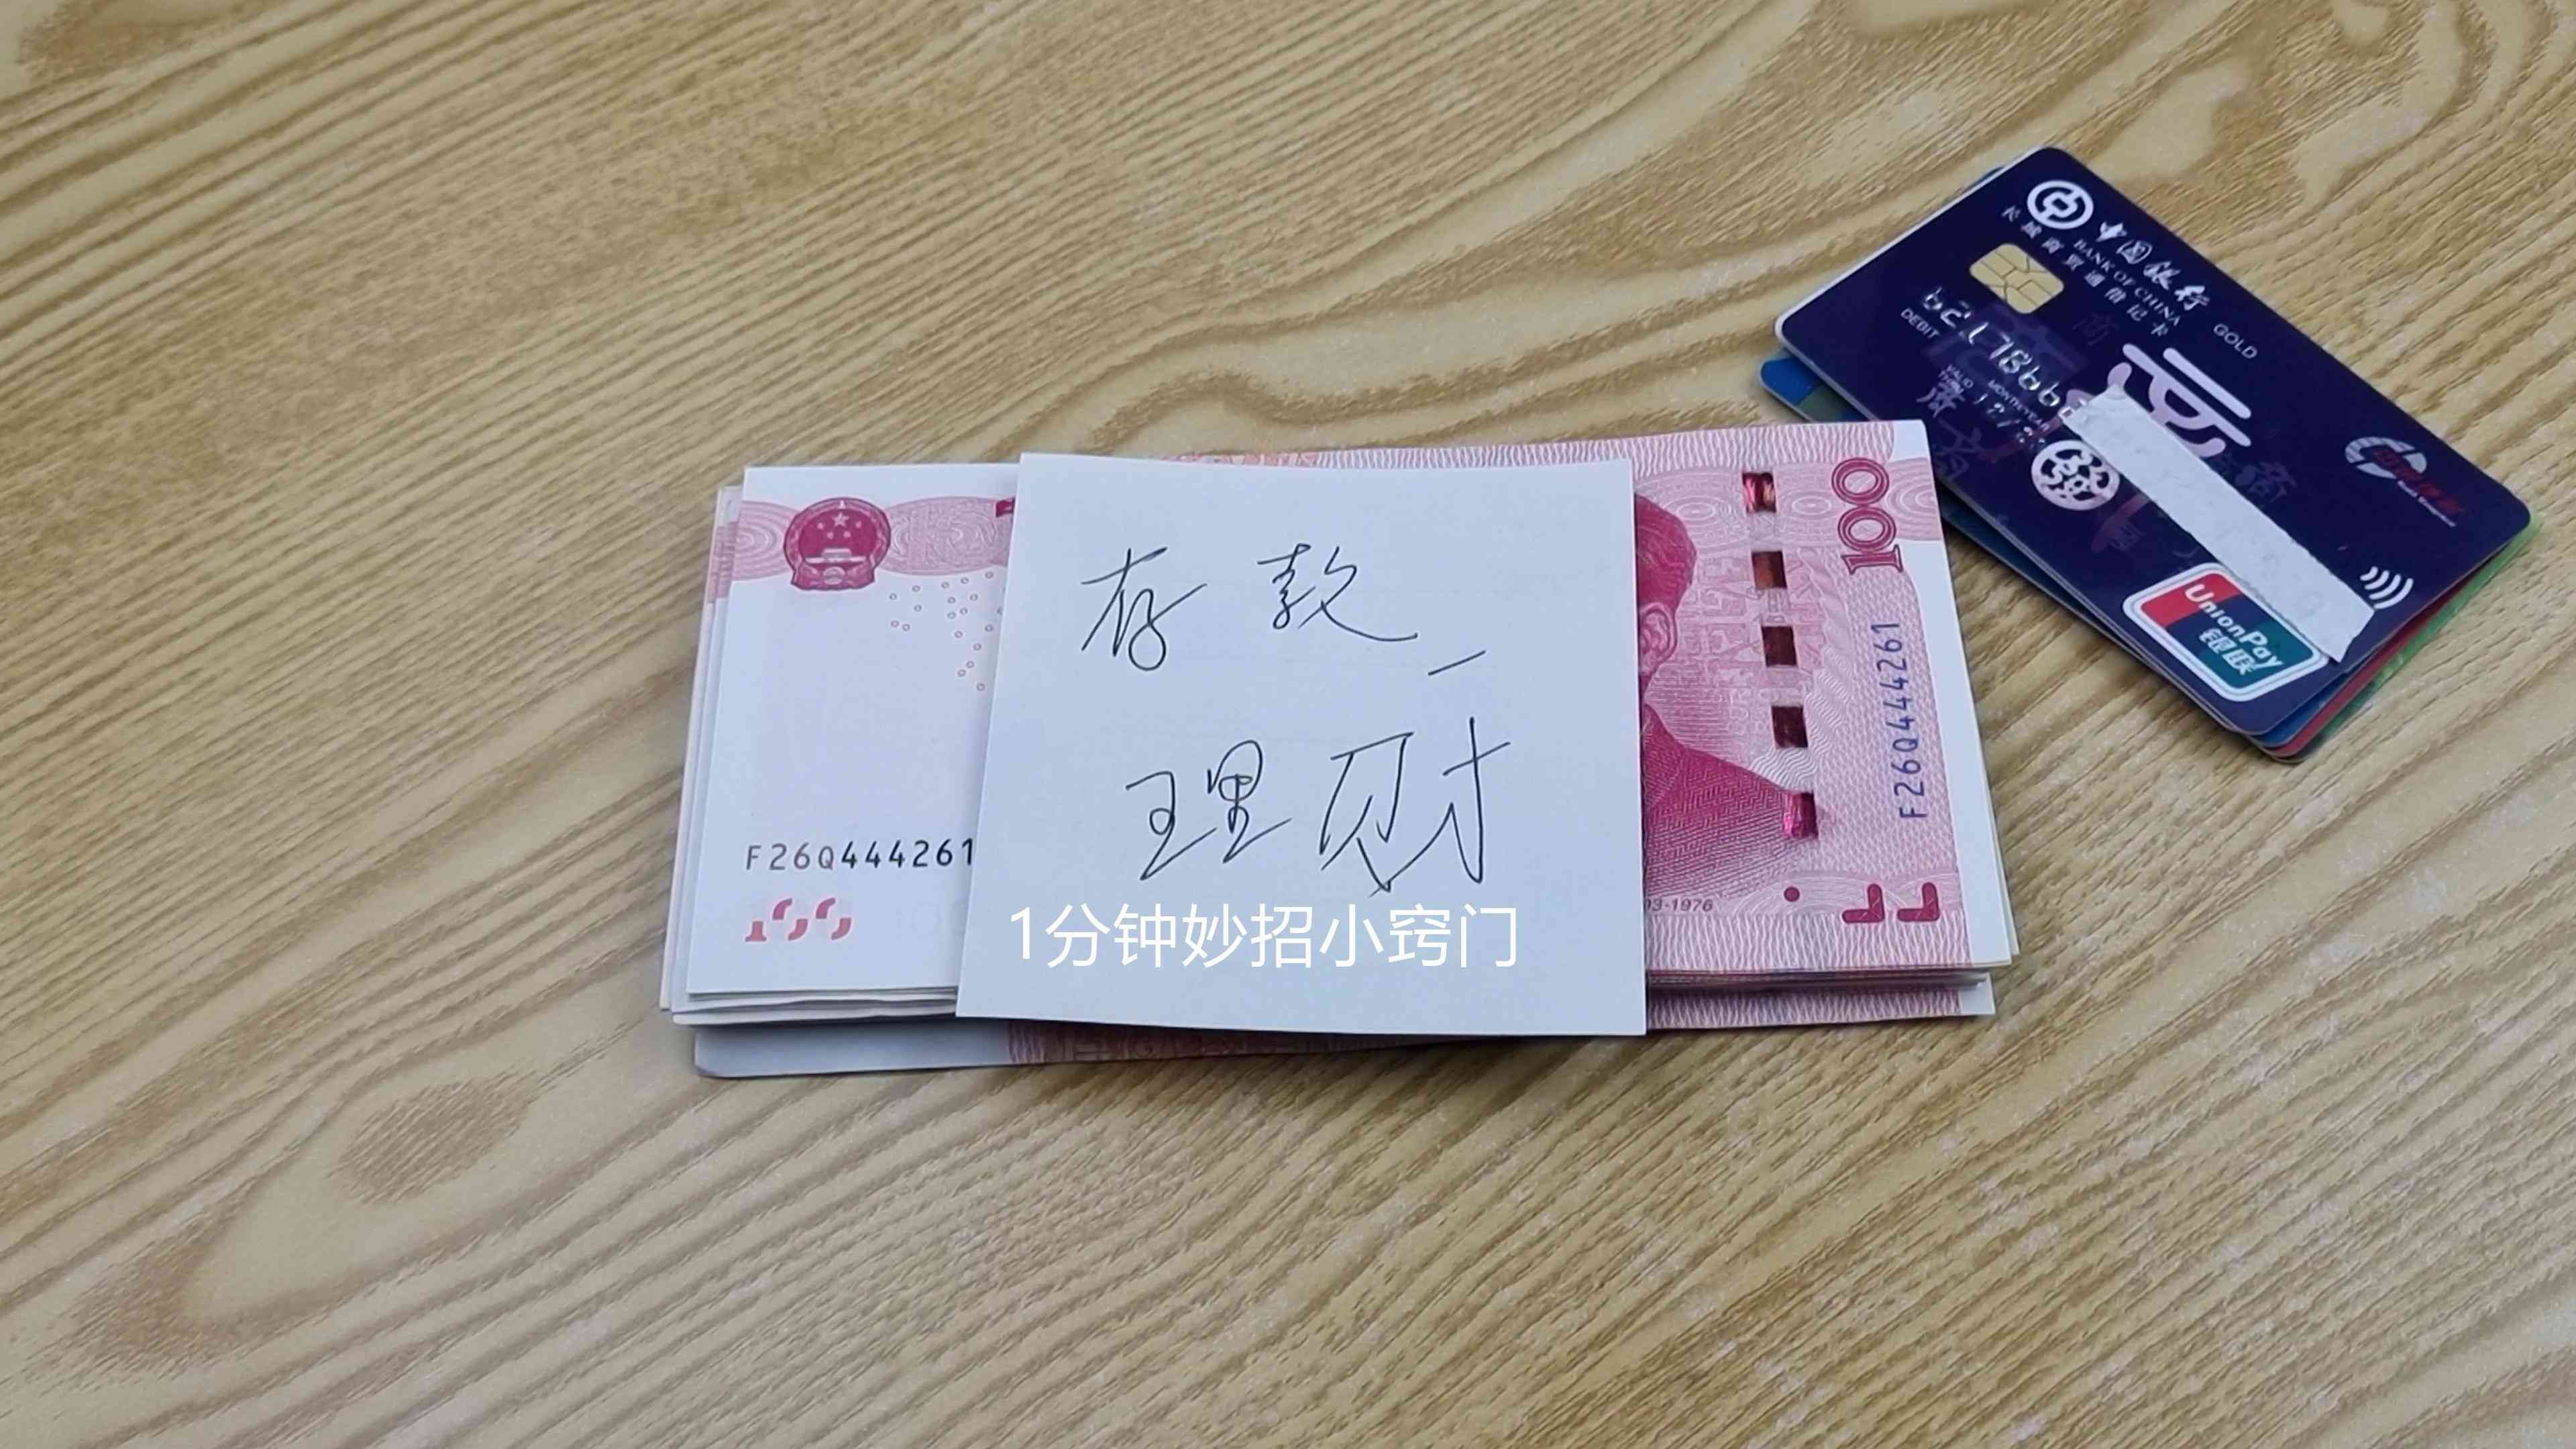 中国银行
BANK OF CHINA
长城商贸通借记卡
GOLD
DEBIT
UnionPay
银联
100
F26Q444261
存款
理财
F26Q444261
100
1分钟妙招小窍门